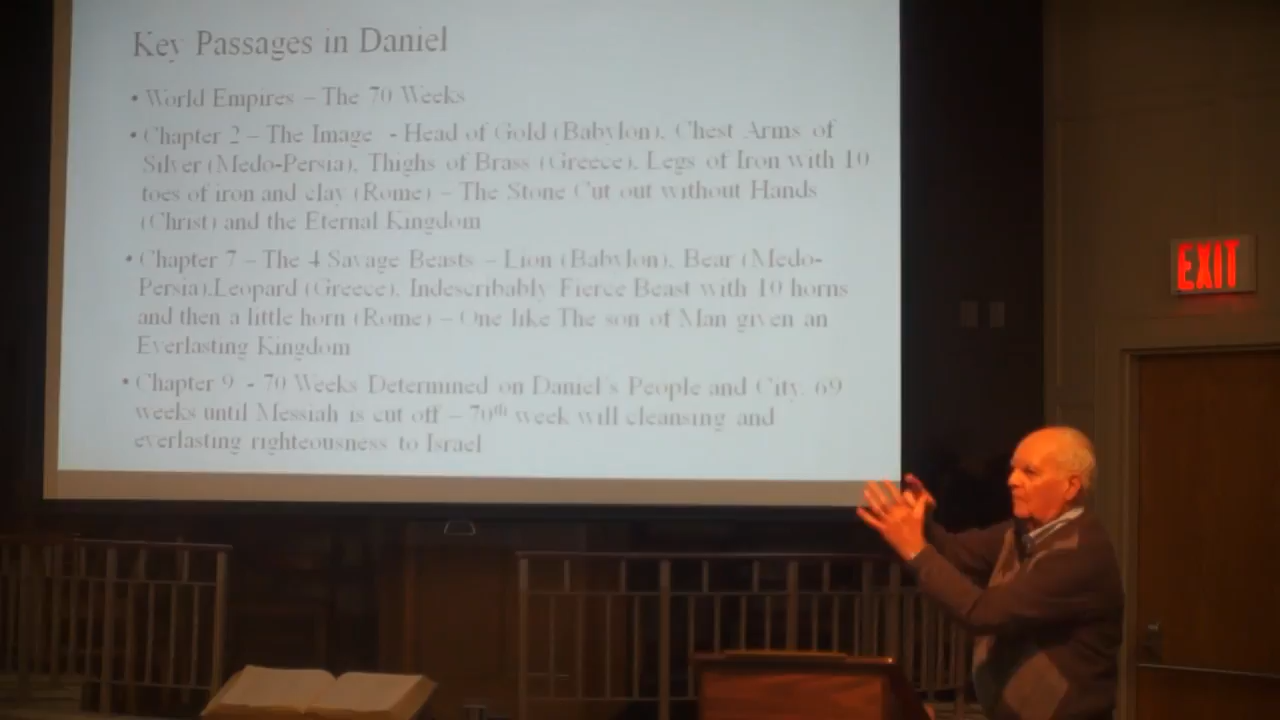 Key Passages in Daniel
• World Empires – The 70 Weeks
• Chapter 2 – The Image - Head of Gold (Babylon), Chest Arms of
Silver (Medo-Persia), Thighs of Brass (Greece), Legs of Iron with 10
toes of iron and clay (Rome) – The Stone Cut out without Hands
(Christ) and the Eternal Kingdom
• Chapter 7 – The 4 Savage Beasts – Lion (Babylon), Bear (Medo-
Persia),Leopard (Greece), Indescribably Fierce Beast with 10 horns
and then a little horn (Rome) – One like The son of Man given an
Everlasting Kingdom
• Chapter 9 - 70 Weeks Determined on Daniel's People and City. 69
weeks until Messiah is cut off – 70th week will cleansing and
everlasting righteousness to Israel
EXIT